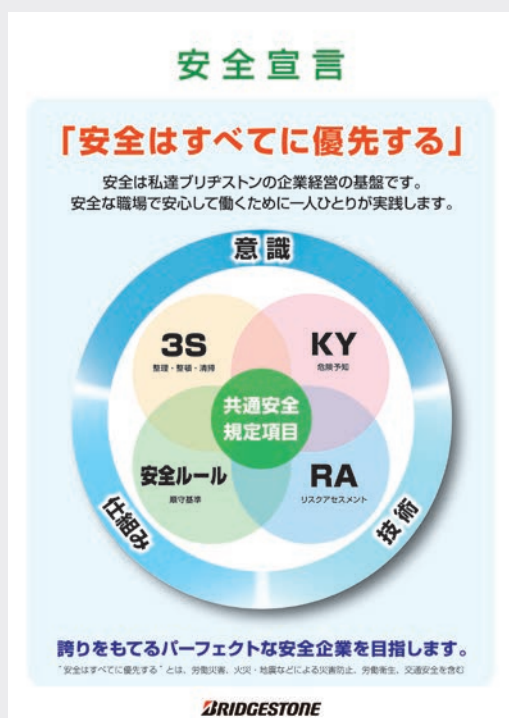 安全宣言
「安全はすべてに優先する」
安全は私達ブリヂストンの企業経営の基盤です。
安全な職場で安心して働くために一人ひとりが実践します。
意識
3S
整理・整頓・清掃
KY
危険予知
共通安全
規定項目
安全ルール
順守基準
RA
リスクアセスメント
仕組み
技術
誇りをもてるパーフェクトな安全企業を目指します。
"安全はすべてに優先する"とは、労働災害、火災・地震などによる災害防止、労働衛生、交通安全を含む
BRIDGESTONE